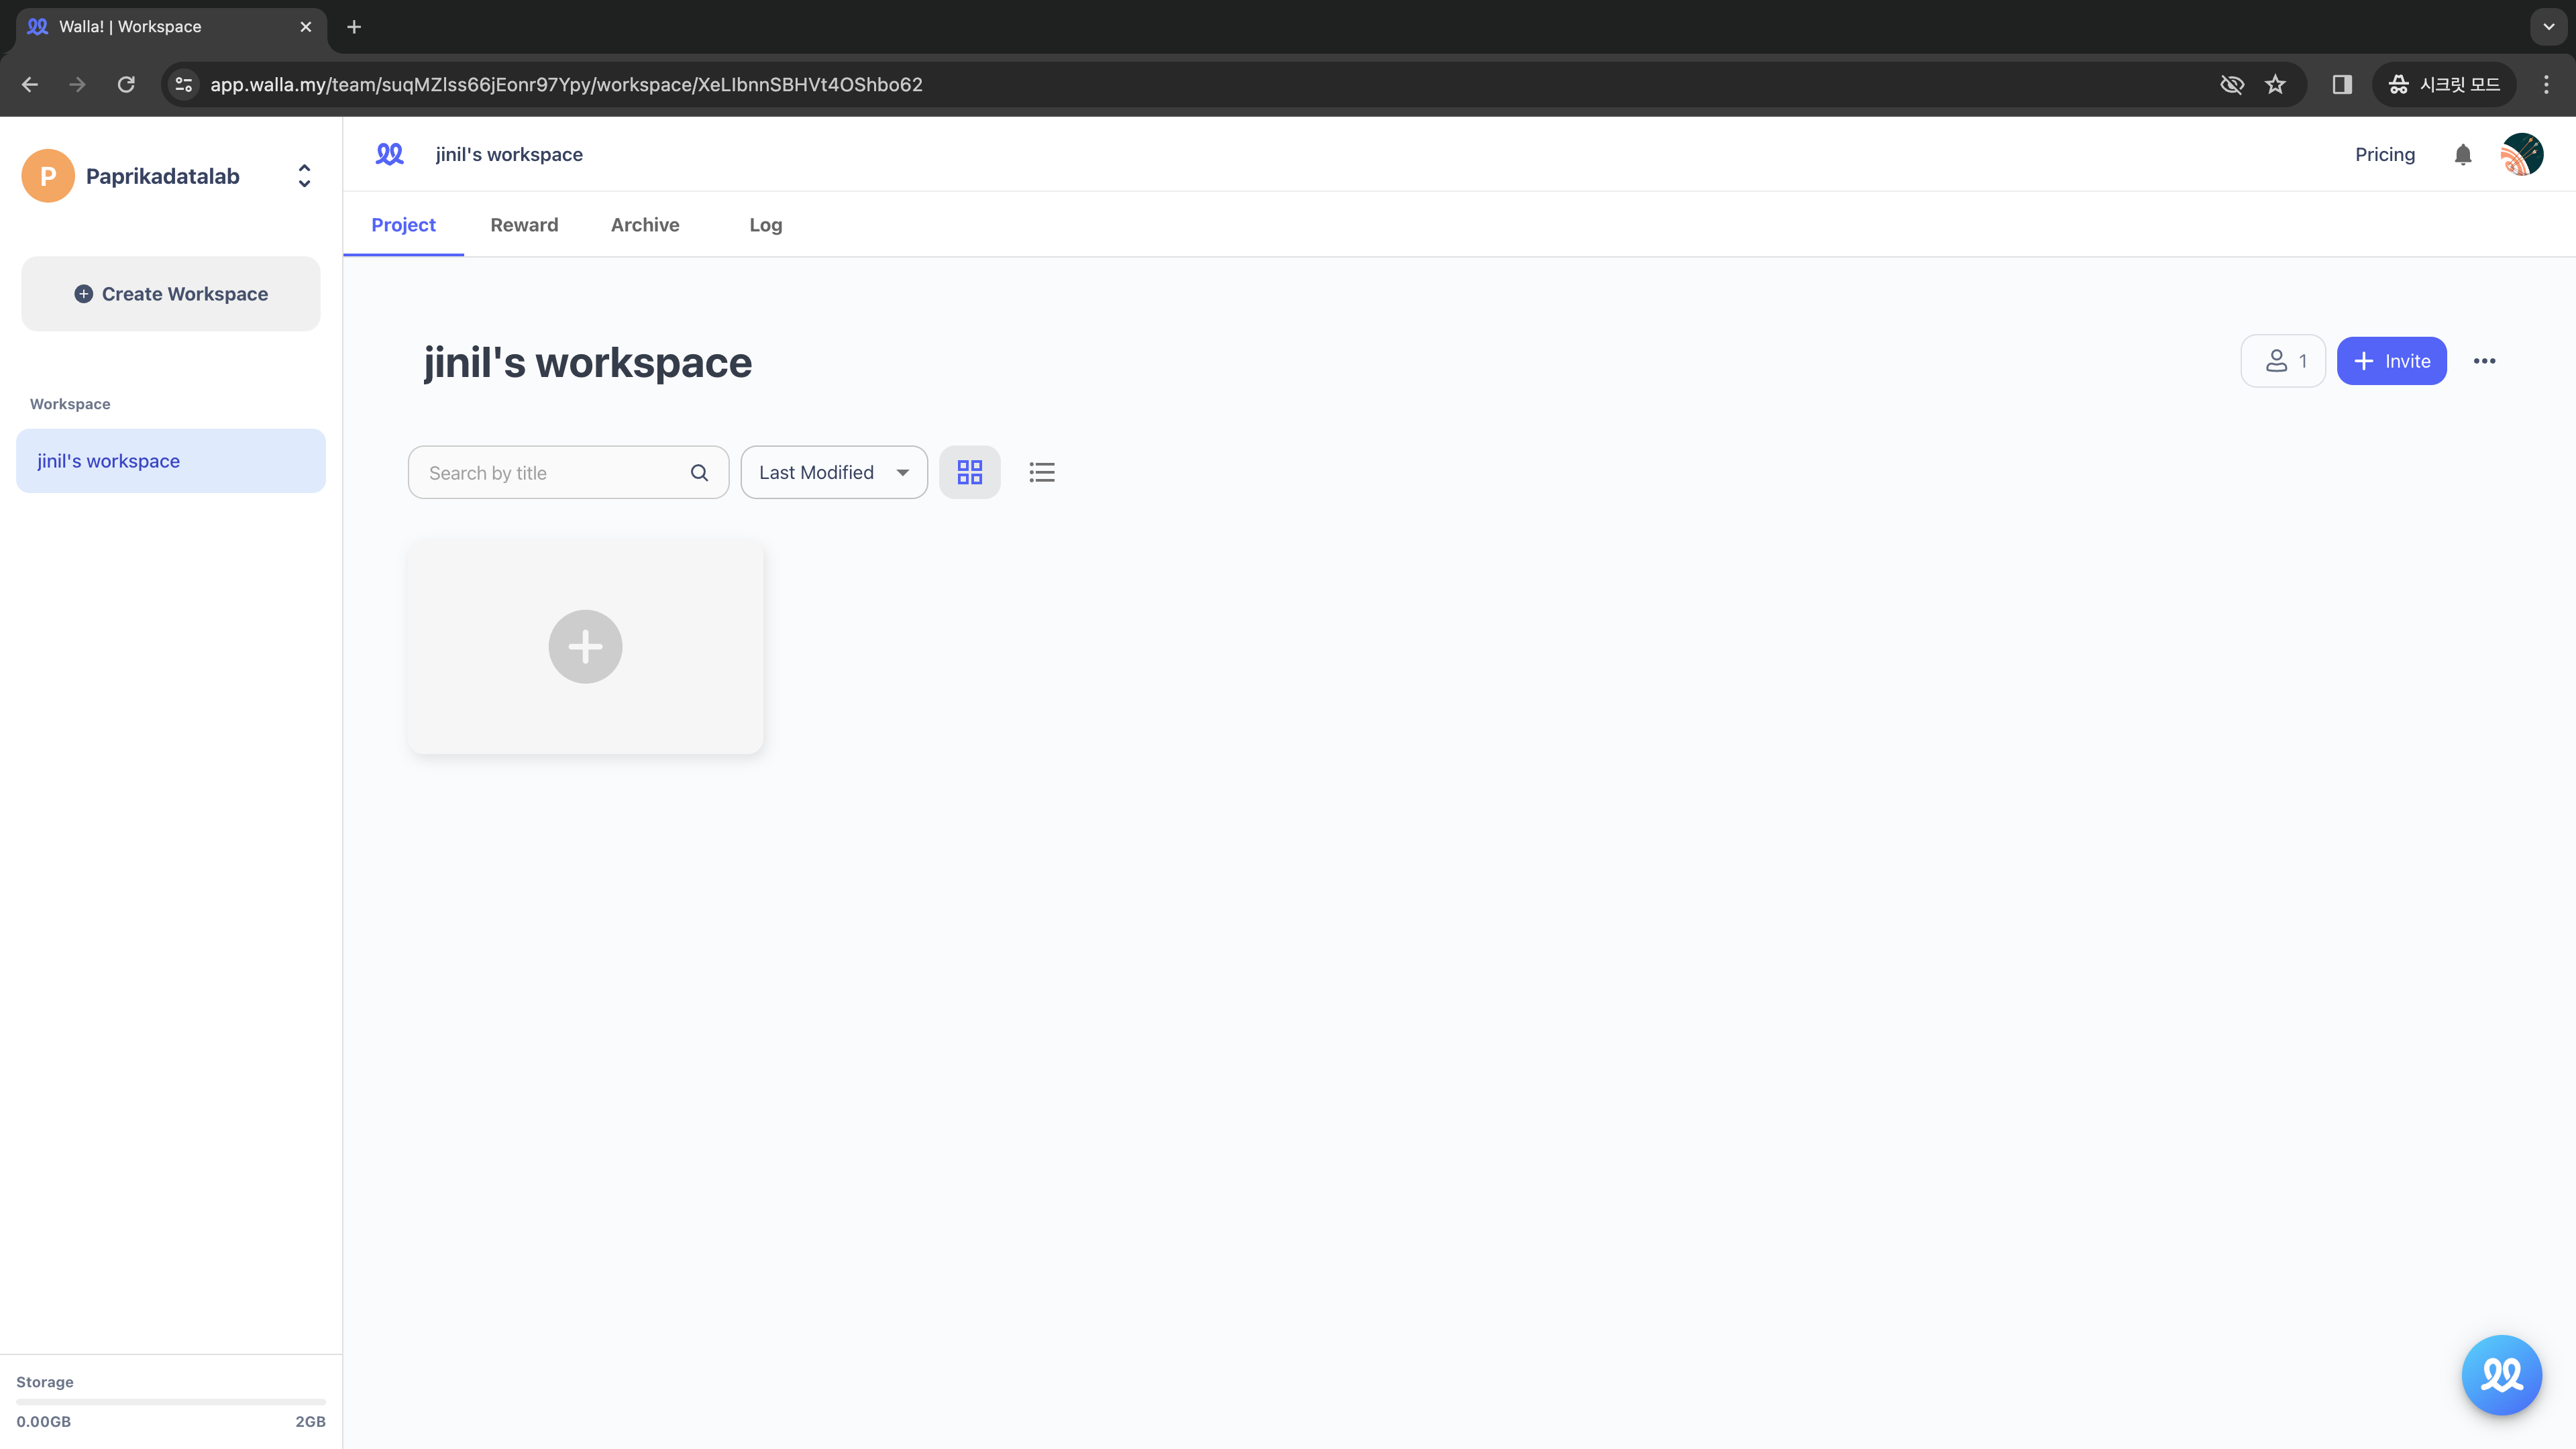 Walla! | Workspace
app.walla.my/team/suqMZlss66jEonr97Ypy/workspace/XeLIbnnSBHVt4OShbo62
시크릿 모드
P
Paprikadatalab
jinil's workspace
Pricing
Project
Reward
Archive
Log
Create Workspace
jinil's workspace
1
Invite
Workspace
jinil's workspace
Search by title
Last Modified
Storage
0.00GB
2GB